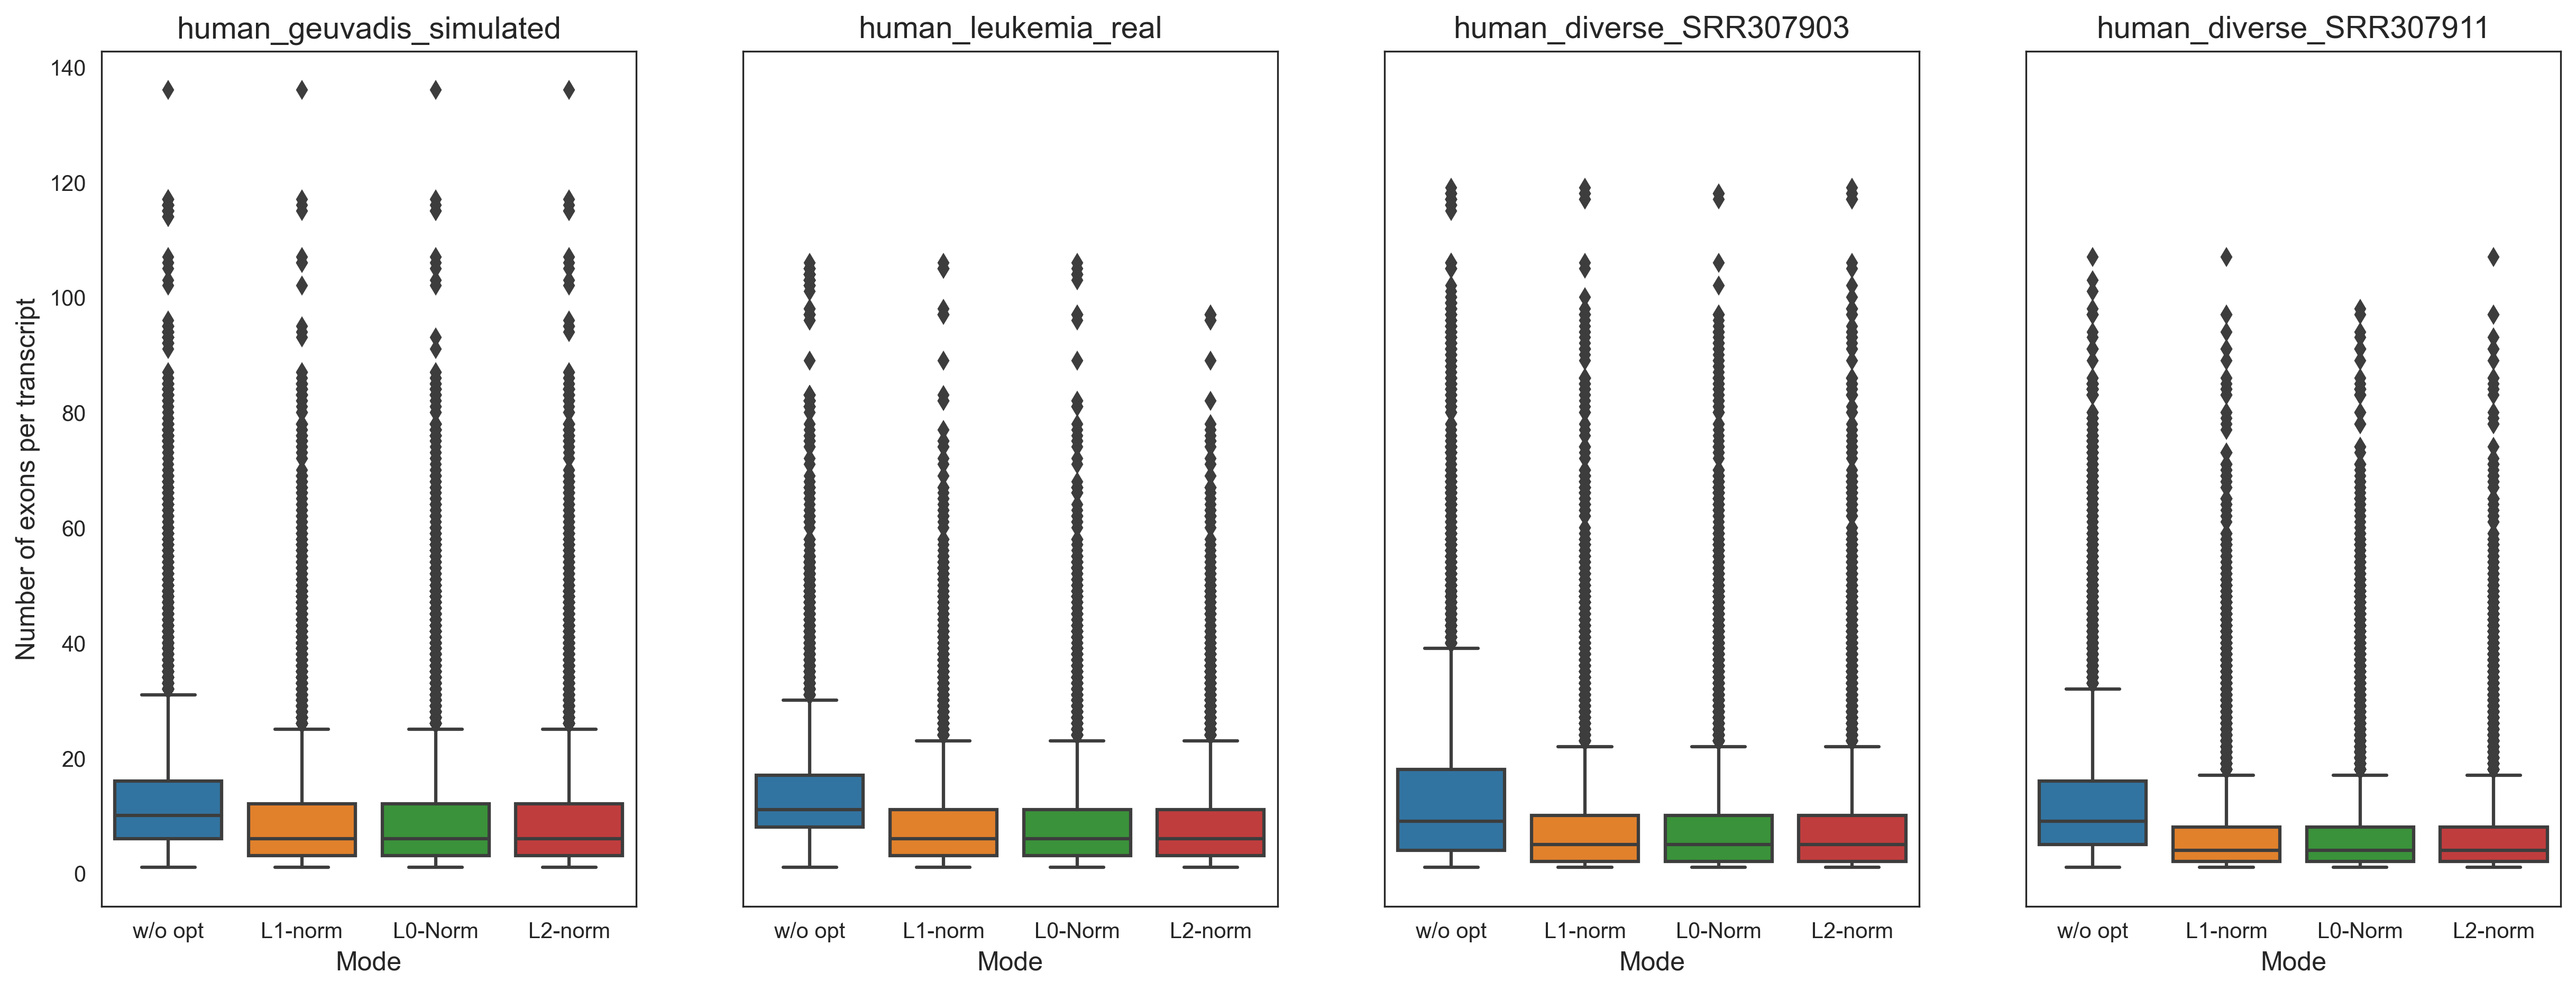 human_geuvadis_simulated
human_leukemia_real
human_diverse_SRR307903
human_diverse_SRR307911
Number of exons per transcript
140
120
100
80
60
40
20
0
w/o opt L1-norm L0-Norm L2-norm
w/o opt L1-norm L0-Norm L2-norm
w/o opt L1-norm L0-Norm L2-norm
w/o opt L1-norm L0-Norm L2-norm
Mode
Mode
Mode
Mode